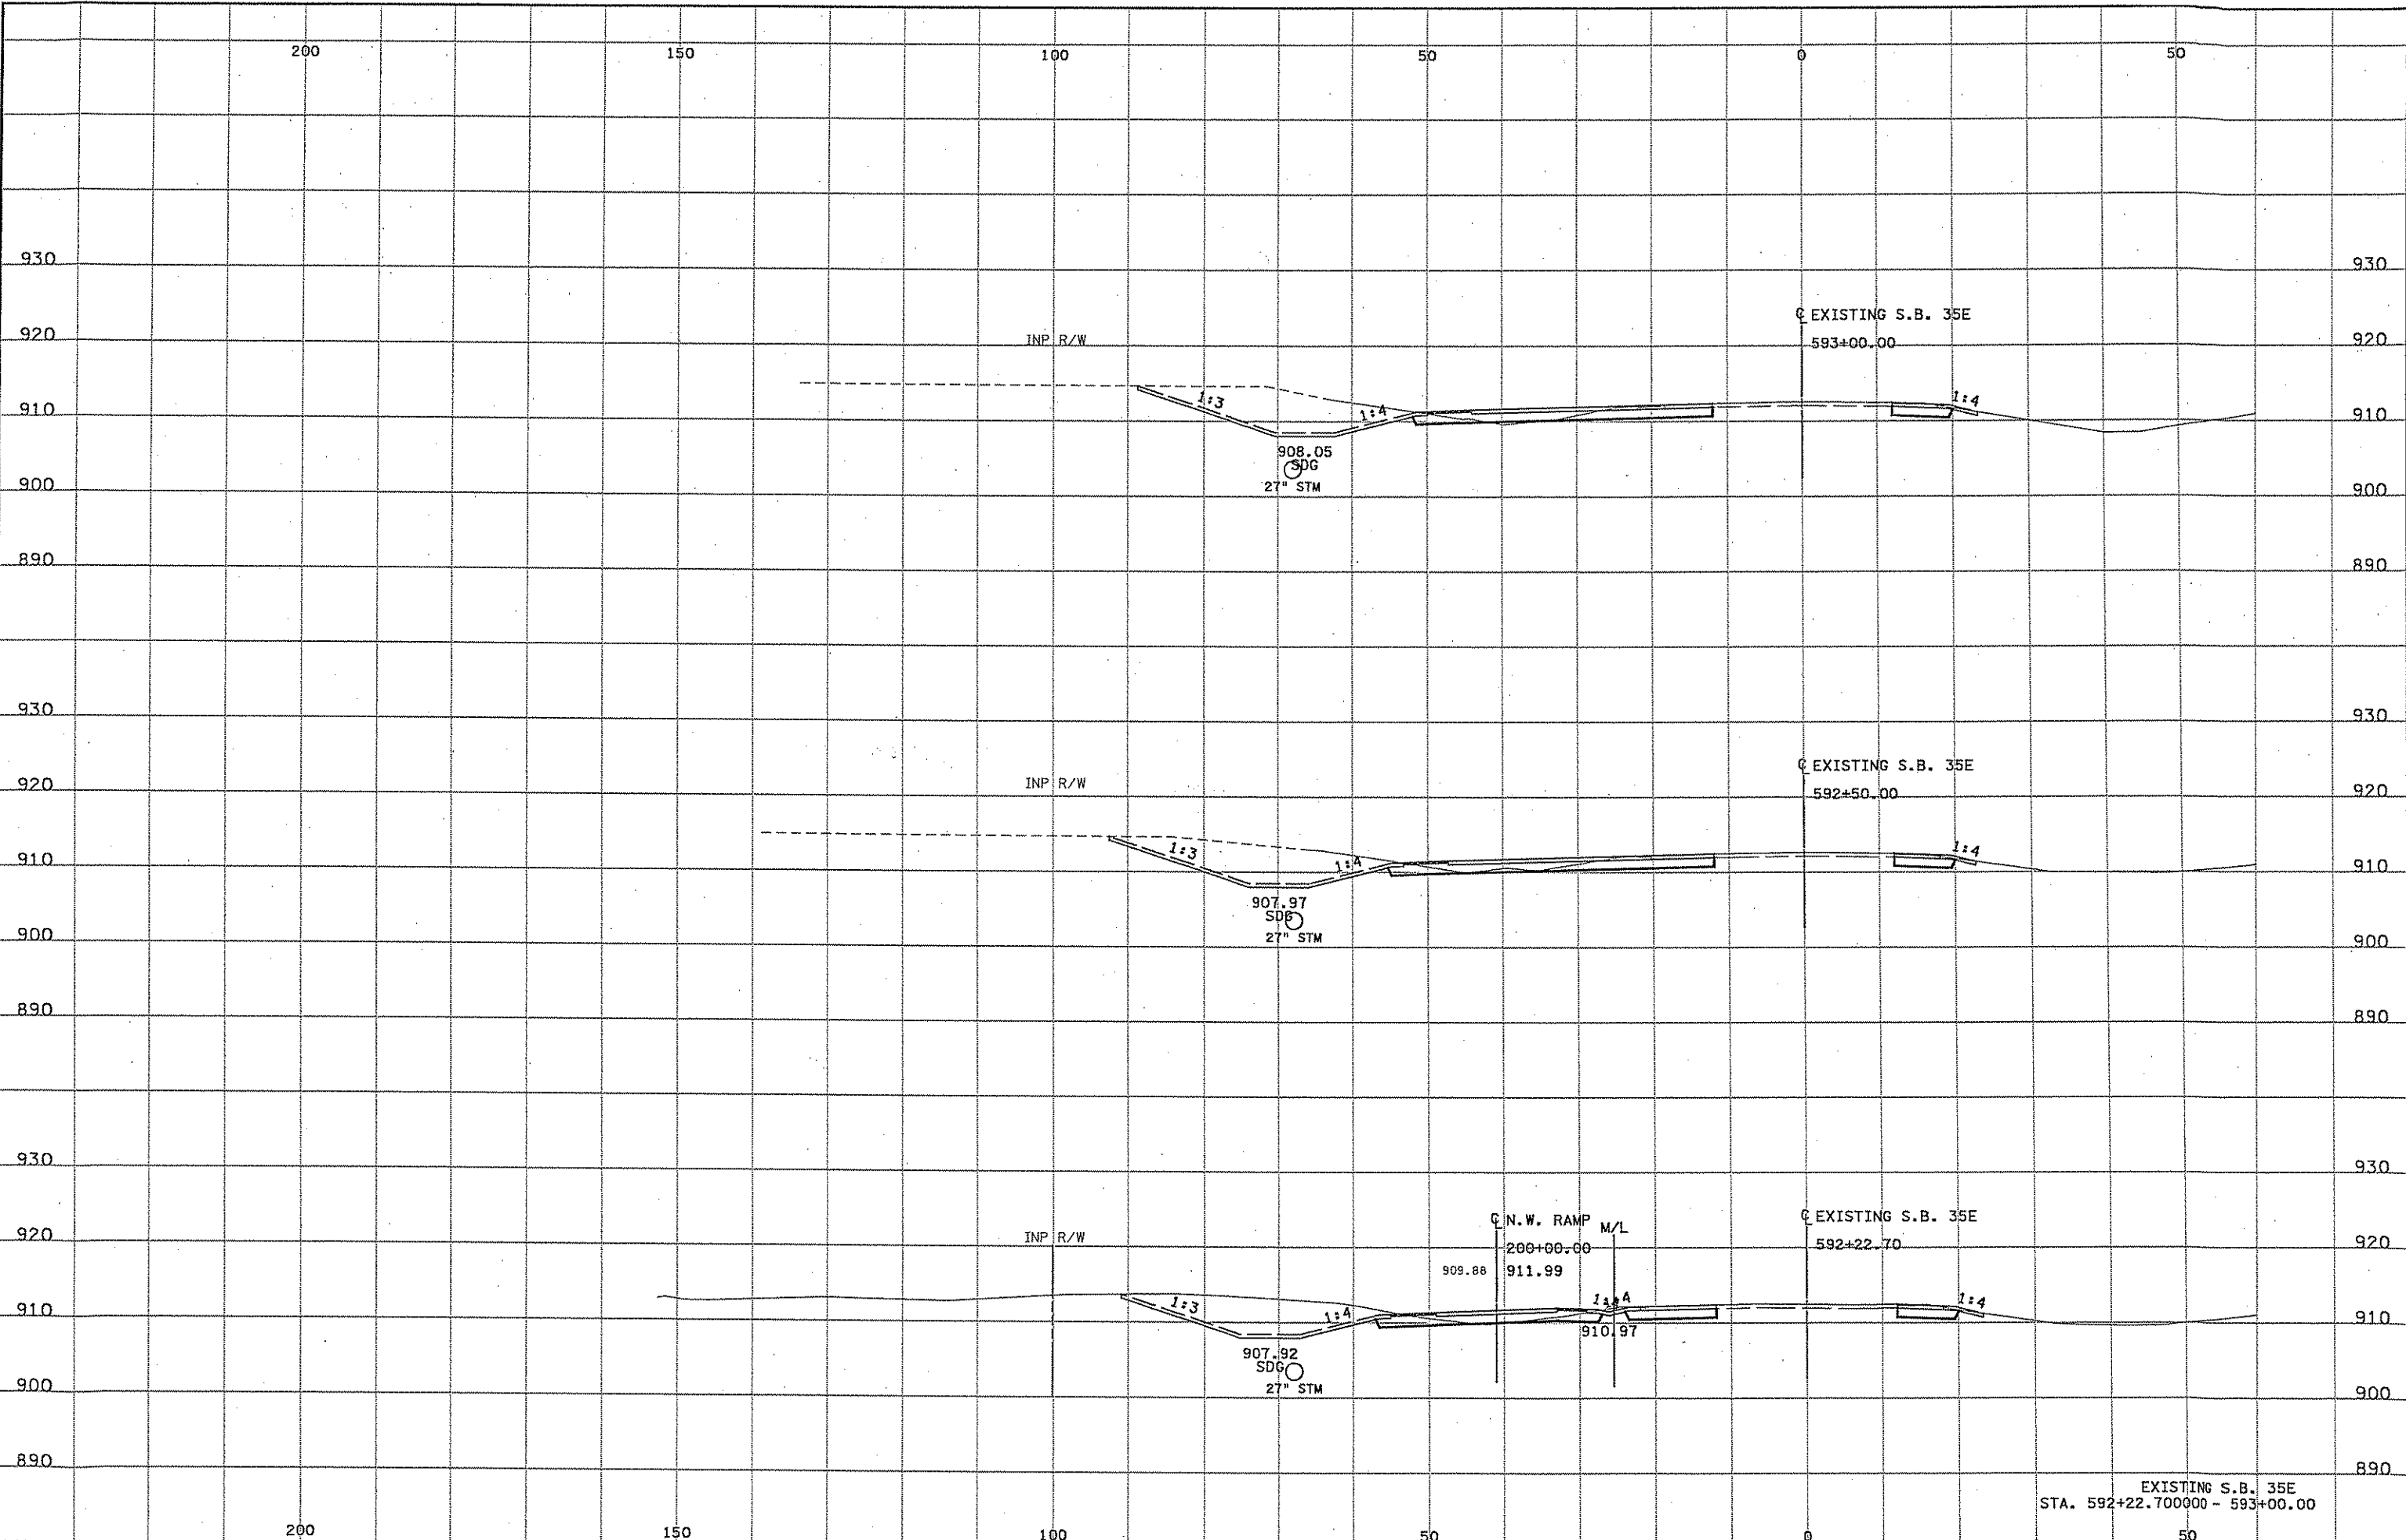 200 150 100 50 0 50
930 930
℄ EXISTING S.B. 35E
920 INP R/W 593+00.00 920
1:3 1:4 1:4
910 910
908.05
SDG
27" STM
900 900
890 890
930 930
℄ EXISTING S.B. 35E
920 INP R/W 592+50.00 920
1:3 1:4 1:4
910 910
907.97
SDG
27" STM
900 900
890 890
930 930
℄ N.W. RAMP M/L ℄ EXISTING S.B. 35E
920 INP R/W 200+00.00 592+22.70 920
909.88 911.99
1:3 1:4 1:4
910 910.97 910
907.92
SDG
27" STM
900 900
890 890
EXISTING S.B. 35E
STA. 592+22.700000 - 593+00.00
200 150 100 50 0 50